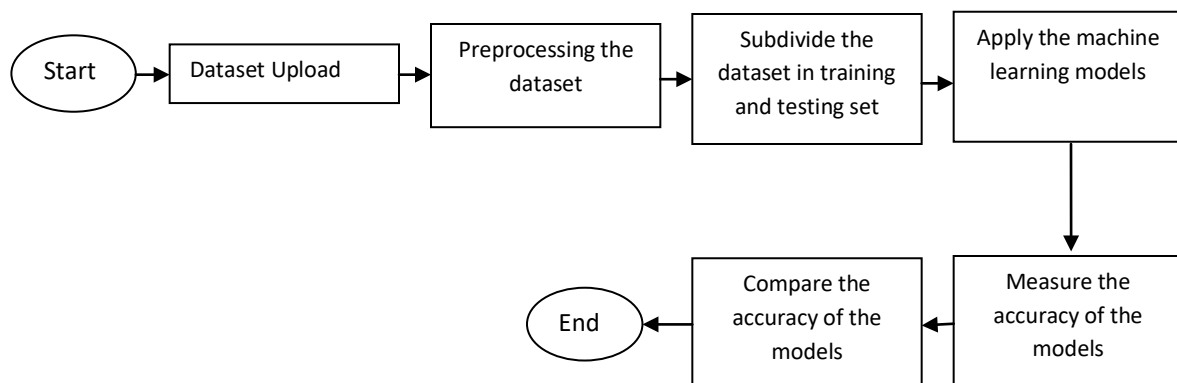 Start
Dataset Upload
Preprocessing the
dataset
Subdivide the
dataset in training
and testing set
Apply the machine
learning models
Measure the
accuracy of the
models
Compare the
accuracy of the
models
End